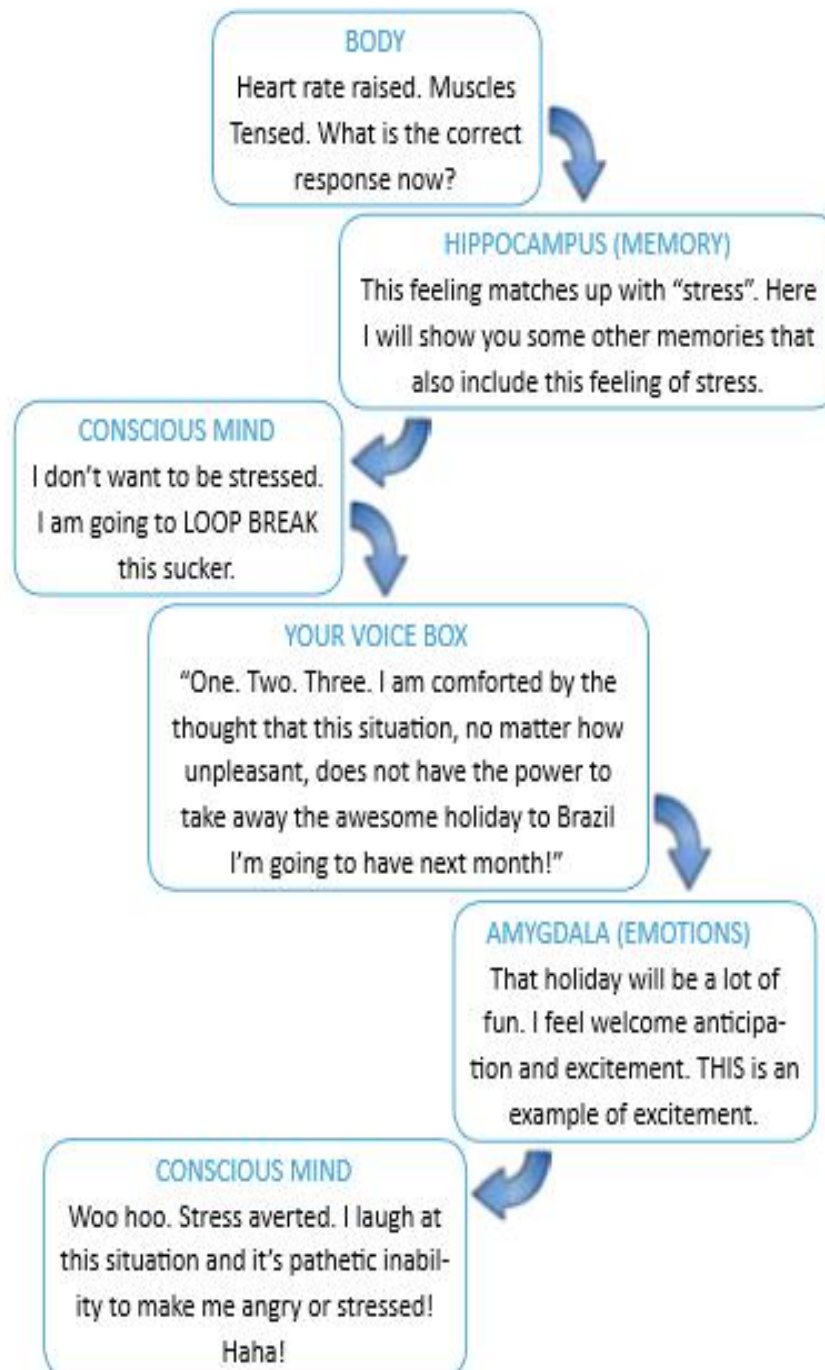 BODY
Heart rate raised. Muscles
Tensed. What is the correct
response now?
HIPPOCAMPUS (MEMORY)
This feeling matches up with “stress”. Here
I will show you some other memories that
also include this feeling of stress.
CONSCIOUS MIND
I don’t want to be stressed.
I am going to LOOP BREAK
this sucker.
YOUR VOICE BOX
“One. Two. Three. I am comforted by the
thought that this situation, no matter how
unpleasant, does not have the power to
take away the awesome holiday to Brazil
I’m going to have next month!”
AMYGDALA (EMOTIONS)
That holiday will be a lot of
fun. I feel welcome anticipa-
tion and excitement. THIS is an
example of excitement.
CONSCIOUS MIND
Woo hoo. Stress averted. I laugh at
this situation and it’s pathetic inabil-
ity to make me angry or stressed!
Haha!